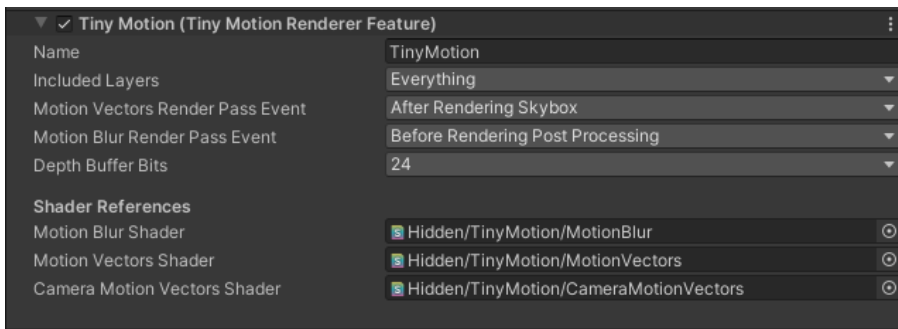 Tiny Motion (Tiny Motion Renderer Feature)
Name TinyMotion
Included Layers Everything
Motion Vectors Render Pass Event After Rendering Skybox
Motion Blur Render Pass Event Before Rendering Post Processing
Depth Buffer Bits 24
Shader References
Motion Blur Shader Hidden/TinyMotion/MotionBlur
Motion Vectors Shader Hidden/TinyMotion/MotionVectors
Camera Motion Vectors Shader Hidden/TinyMotion/CameraMotionVectors